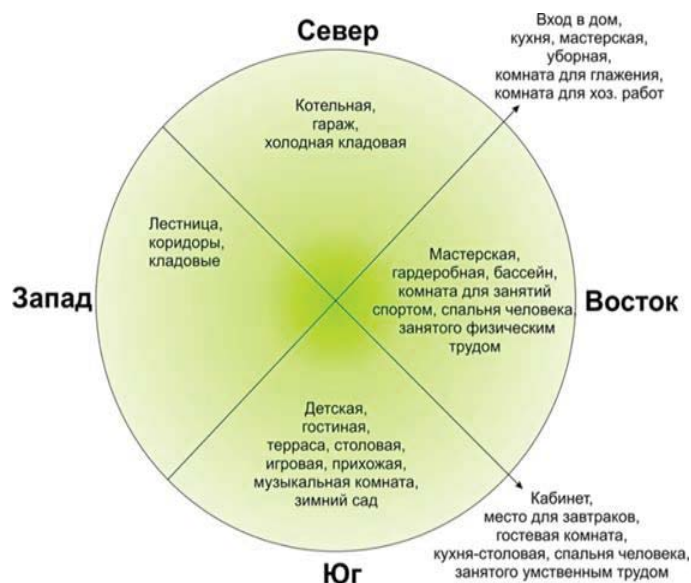 Север
Вход в дом,
кухня, мастерская,
уборная,
комната для глажения,
комната для хоз. работ
Котельная,
гараж,
холодная кладовая
Запад
Лестница,
коридоры,
кладовые
Мастерская,
гардеробная, бассейн,
комната для занятий
спортом, спальня человека,
занятого физическим
трудом
Восток
Детская,
гостиная,
терраса, столовая,
игровая, прихожая,
музыкальная комната,
зимний сад
Кабинет,
место для завтраков,
гостевая комната,
кухня-столовая, спальня человека,
занятого умственным трудом
Юг